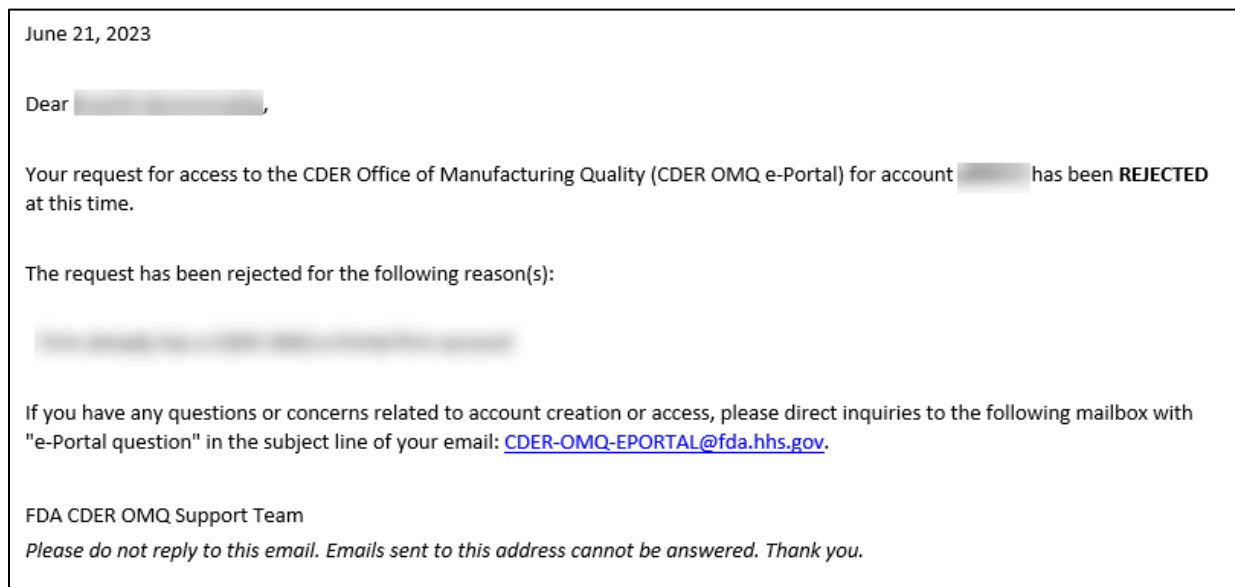 June 21, 2023
Dear ,
Your request for access to the CDER Office of Manufacturing Quality (CDER OMQ e-Portal) for account has been REJECTED
at this time.
The request has been rejected for the following reason(s):
If you have any questions or concerns related to account creation or access, please direct inquiries to the following mailbox with
"e-Portal question" in the subject line of your email: CDER-OMQ-EPORTAL@fda.hhs.gov.
FDA CDER OMQ Support Team
Please do not reply to this email. Emails sent to this address cannot be answered. Thank you.